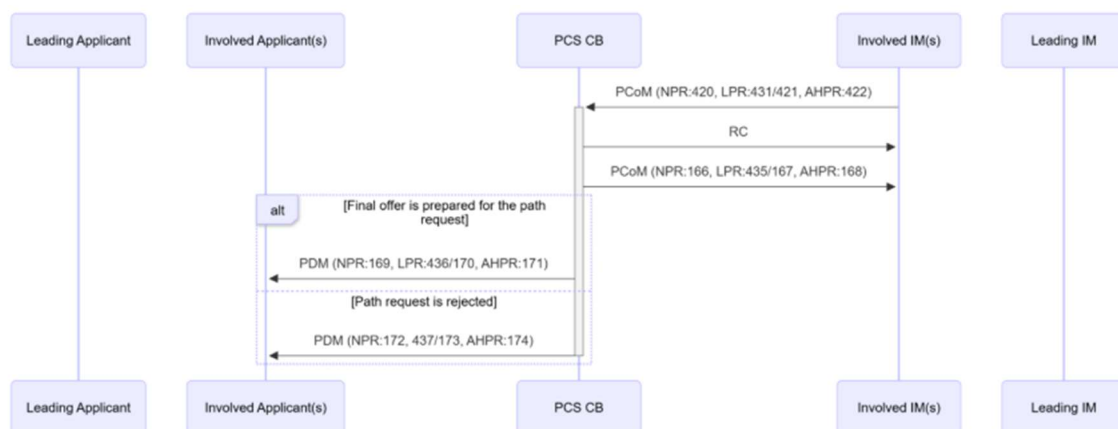 Leading Applicant
Involved Applicant(s)
PCS CB
Involved IM(s)
Leading IM
PCoM (NPR:420, LPR:431/421, AHPR:422)
RC
PCoM (NPR:166, LPR:435/167, AHPR:168)
alt
[Final offer is prepared for the path
request]
PDM (NPR:169, LPR:436/170, AHPR:171)
[Path request is rejected]
PDM (NPR:172, 437/173, AHPR:174)
Leading Applicant
Involved Applicant(s)
PCS CB
Involved IM(s)
Leading IM